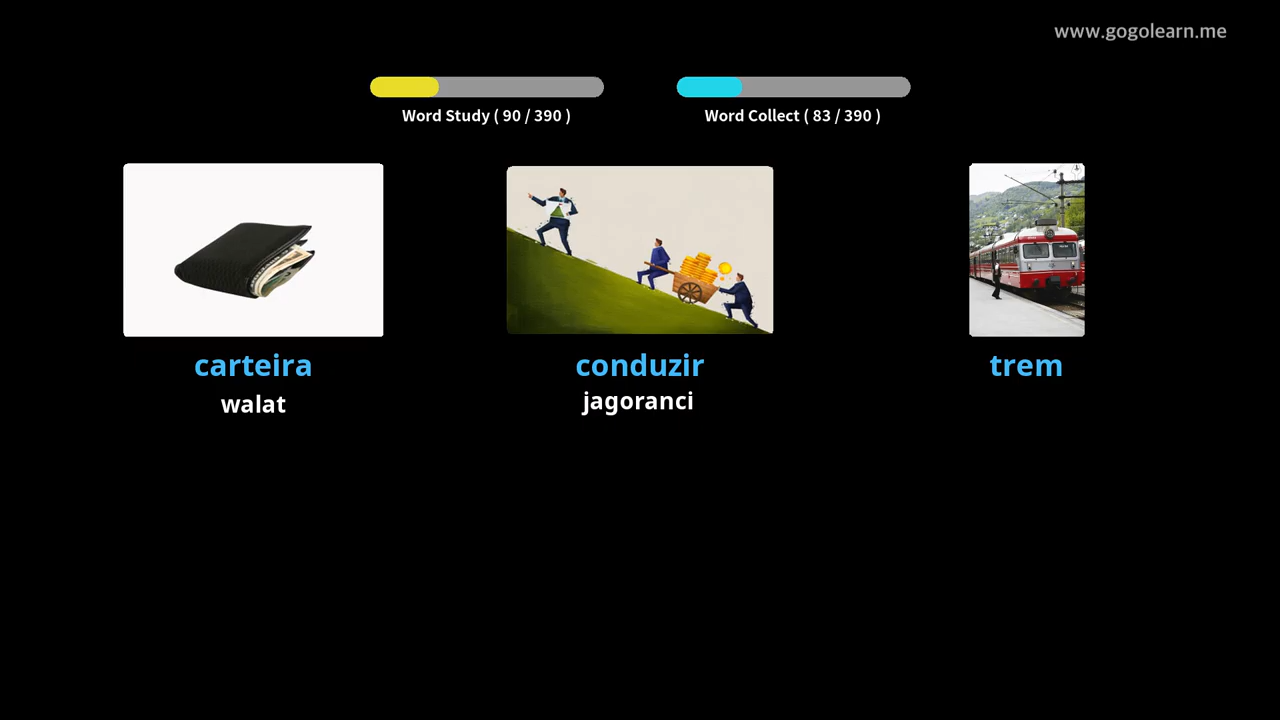 www.gogolearn.me
Word Study ( 90 / 390 )
Word Collect ( 83 / 390 )
carteira
walat
conduzir
jagoranci
trem